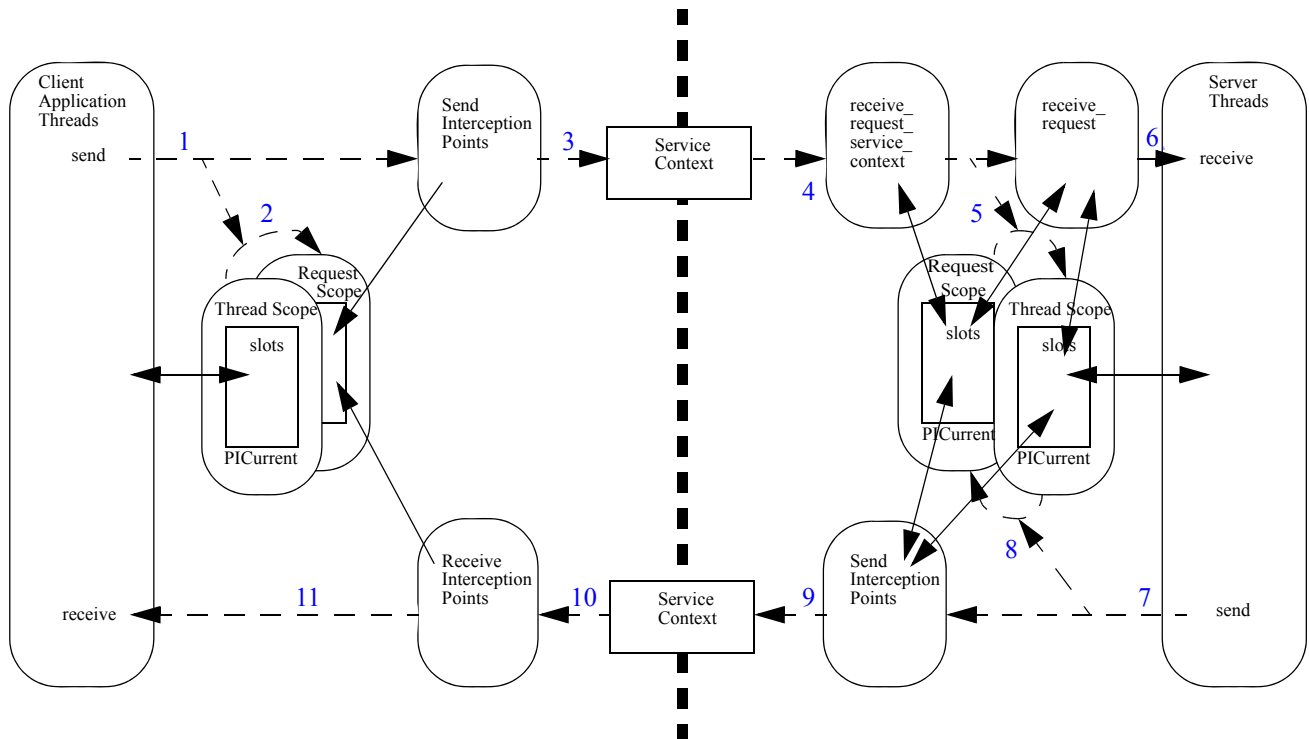 Client
Application
Threads
send
1
2
Send
Interception
Points
3
Service
Context
4
receive_
request_
service_
context
5
receive_
request_
6
Server
Threads
receive
Request
Scope
Thread Scope
slots
PICurrent
Request
Scope
slots
PICurrent
Thread Scope
slots
PICurrent
receive
11
Receive
Interception
Points
10
Service
Context
9
Send
Interception
Points
8
7
send